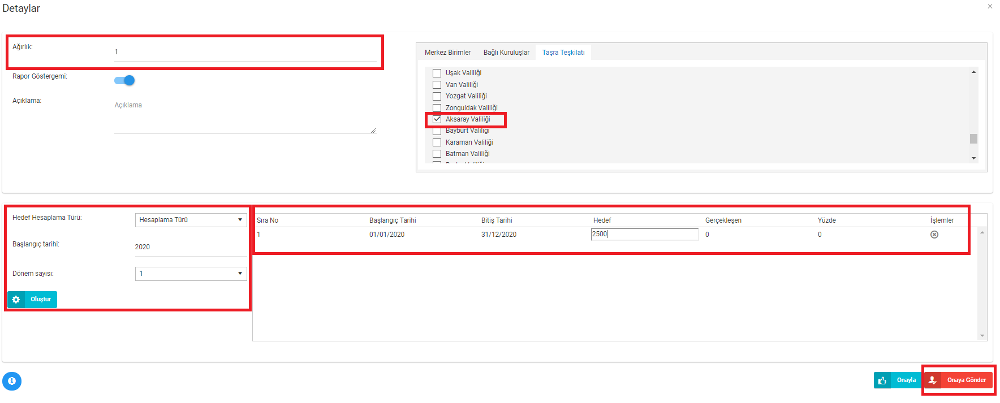 Detaylar
Ağırlık:
1
Rapor Göstergemi:
Açıklama:
Açıklama
Merkez Birimler Bağlı Kuruluşlar Taşra Teşkilatı
Uşak Valiliği
Van Valiliği
Yozgat Valiliği
Zonguldak Valiliği
Aksaray Valiliği
Bayburt Valiliği
Karaman Valiliği
Batman Valiliği
Hedef Hesaplama Türü:
Hesaplama Türü
Başlangıç tarihi:
2020
Dönem sayısı:
1
Oluştur
Sıra No Başlangıç Tarihi Bitiş Tarihi Hedef Gerçekleşen Yüzde İşlemler
1 01/01/2020 31/12/2020 2500 0 0
Onayla
Onaya Gönder